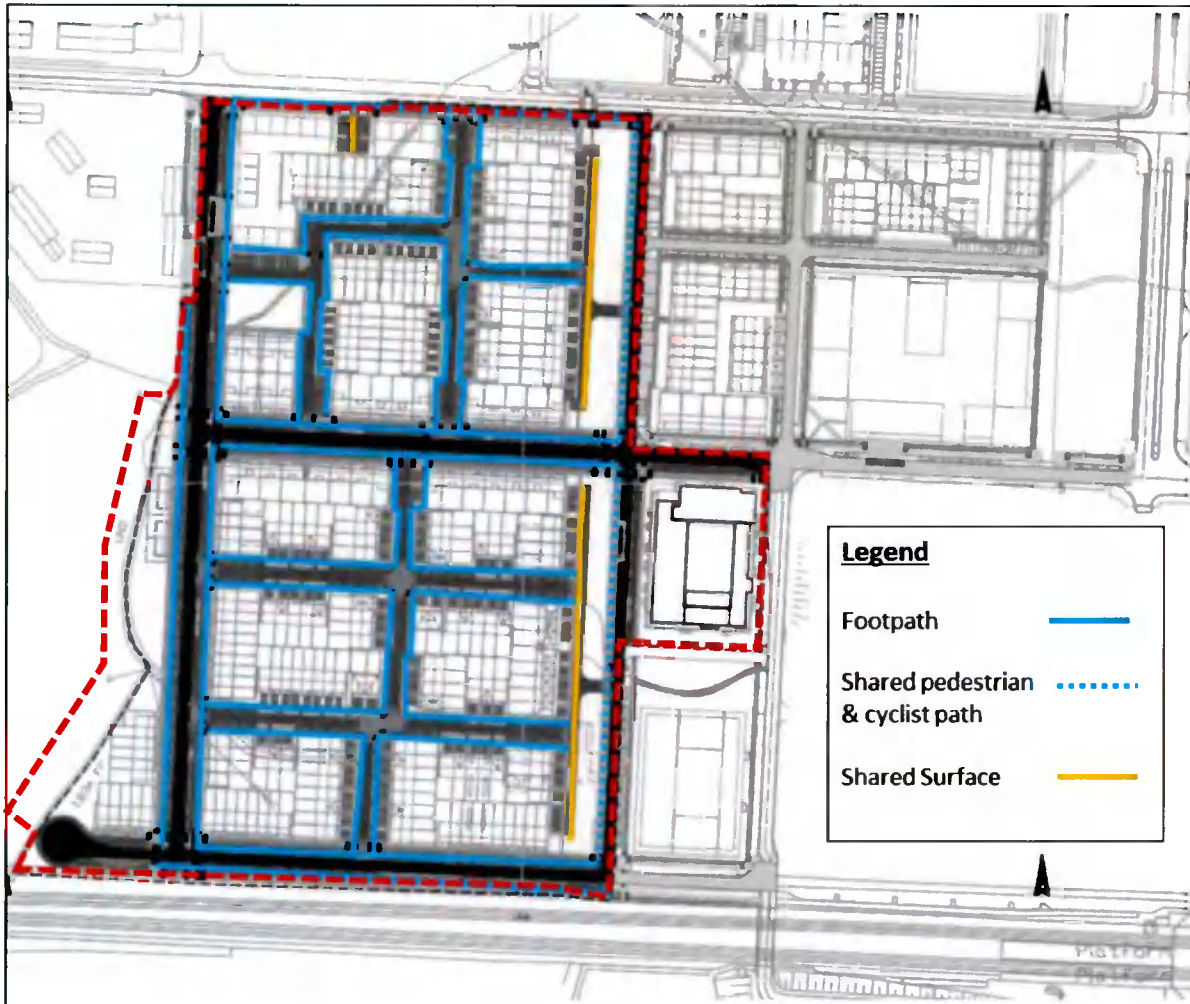 Legend
Footpath
Shared pedestrian
& cyclist path
Shared Surface
Platform
Platform